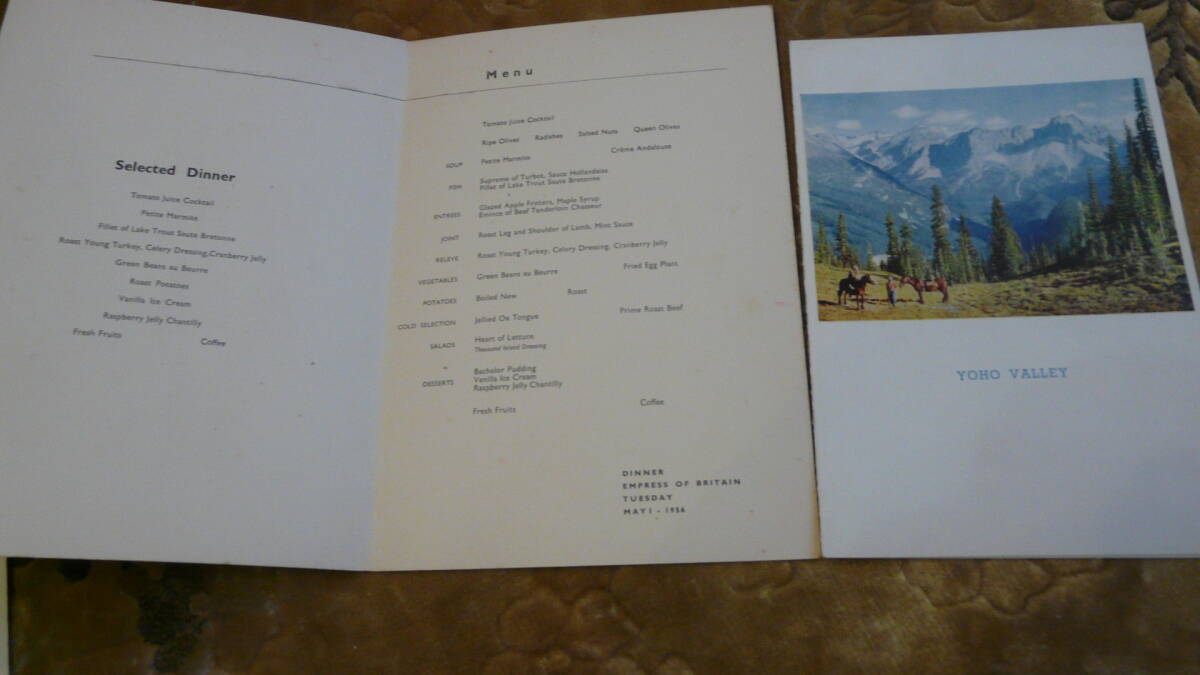 Selected Dinner
Tomato Juice Cocktail
Petite Marmite
Fillet of Lake Trout Saute Bretonne
Roast Young Turkey, Celery Dressing, Cranberry Jelly
Green Beans au Beurre
Roast Potatoes
Vanilla Ice Cream
Raspberry Jelly Chantilly
Fresh Fruits Coffee
Menu
Tomato Juice Cocktail
Ripe Olives Radishes Salted Nuts Queen Olives
SOUP Petite Marmite Crème Andalouse
FISH Supreme of Turbot, Sauce Hollandaise
Fillet of Lake Trout Saute Bretonne
ENTREES Glazed Apple Fritters, Maple Syrup
Emince of Beef Tenderloin Chasseur
JOINT Roast Leg and Shoulder of Lamb, Mint Sauce
RELEVE Roast Young Turkey, Celery Dressing, Cranberry Jelly
VEGETABLES Green Beans au Beurre Fried Egg Plant
POTATOES Boiled New Roast
COLD SELECTION Jellied Ox Tongue Prime Roast Beef
SALADS Heart of Lettuce
Thousand Island Dressing
DESSERTS Bachelor Pudding
Vanilla Ice Cream
Raspberry Jelly Chantilly
Fresh Fruits Coffee
DINNER
EMPRESS OF BRITAIN
TUESDAY
MAY 1 - 1956
YOHO VALLEY